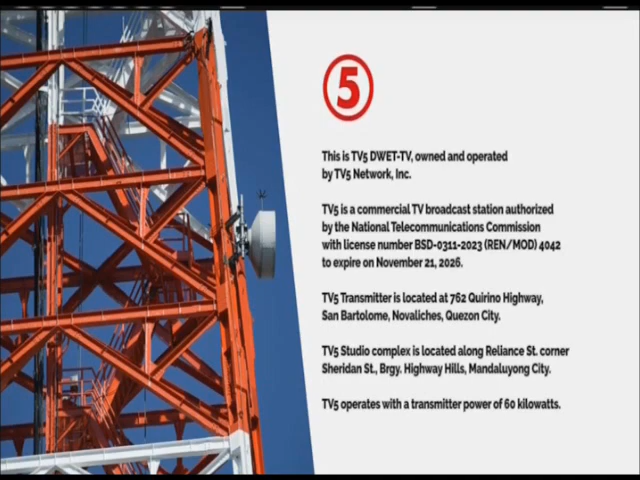 5
This is TV5 DWET-TV, owned and operated
by TV5 Network, Inc.
TV5 is a commercial TV broadcast station authorized
by the National Telecommunications Commission
with license number BSD-0311-2023 (REN/MOD) 4042
to expire on November 21, 2026.
TV5 Transmitter is located at 762 Quirino Highway,
San Bartolome, Novaliches, Quezon City.
TV5 Studio complex is located along Reliance St. corner
Sheridan St., Brgy. Highway Hills, Mandaluyong City.
TV5 operates with a transmitter power of 60 kilowatts.